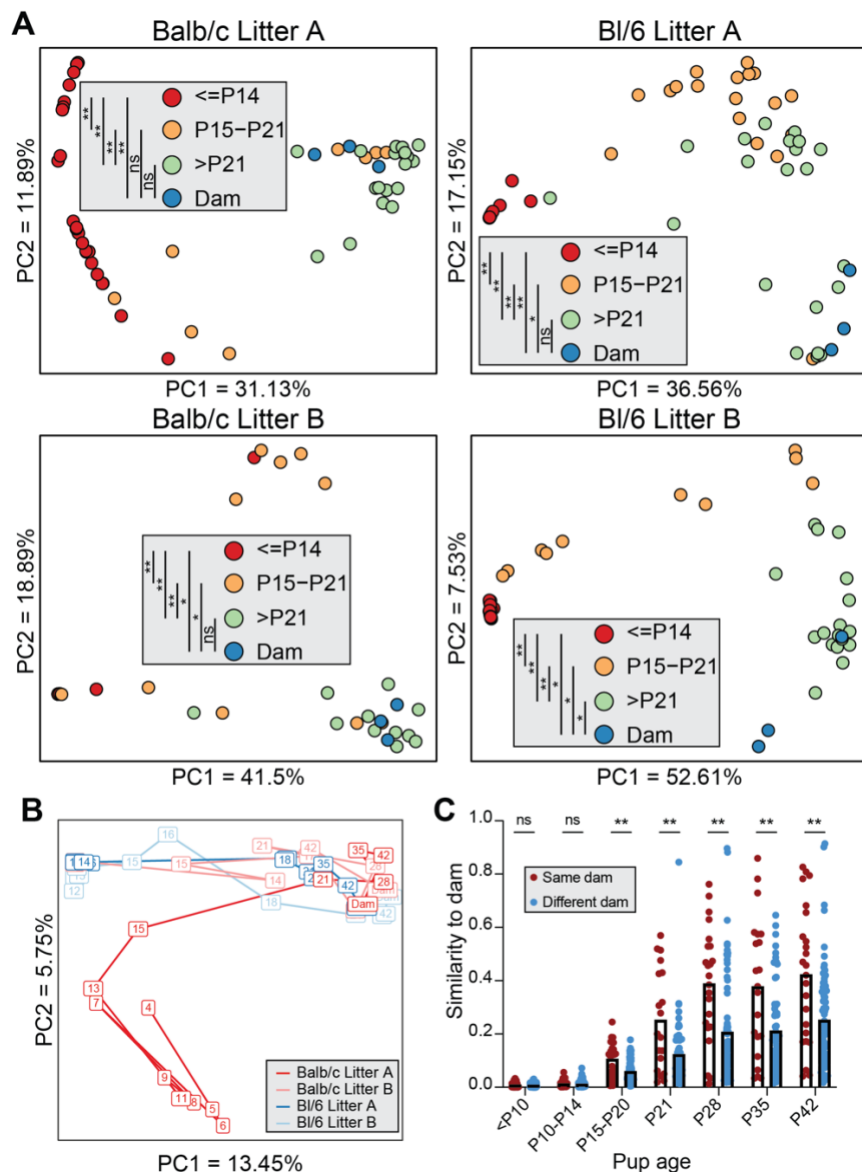 A
Balb/c Litter A
Bl/6 Litter A
PC2 = 11.89%
** ** ** ** ns ns
<=P14
P15–P21
>P21
Dam
PC1 = 31.13%
PC2 = 17.15%
** ** ** ** * ns
<=P14
P15–P21
>P21
Dam
PC1 = 36.56%
Balb/c Litter B
Bl/6 Litter B
PC2 = 18.89%
** ** ** * * ns
<=P14
P15–P21
>P21
Dam
PC1 = 41.5%
PC2 = 7.53%
** ** ** * * *
<=P14
P15–P21
>P21
Dam
PC1 = 52.61%
B
PC2 = 5.75%
16
21 42 35 42
14 15 15 18 35 28
14 21 42
12 18 Dam 42
15
13
7 4
9
11 8 5
6
Balb/c Litter A
Balb/c Litter B
Bl/6 Litter A
Bl/6 Litter B
PC1 = 13.45%
C
Similarity to dam
ns ns ** ** ** ** **
Same dam
Different dam
1.0
0.8
0.6
0.4
0.2
0.0
<P10 P10-P14 P15-P20 P21 P28 P35 P42
Pup age